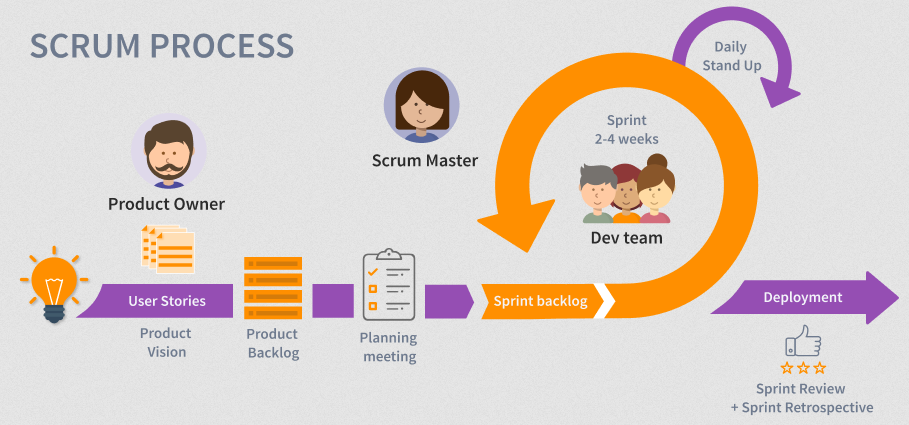 SCRUM PROCESS
Daily
Stand Up
Sprint
2-4 weeks
Scrum Master
Product Owner
Dev team
User Stories
Sprint backlog
Deployment
Product
Vision
Product
Backlog
Planning
meeting
Sprint Review
+ Sprint Retrospective